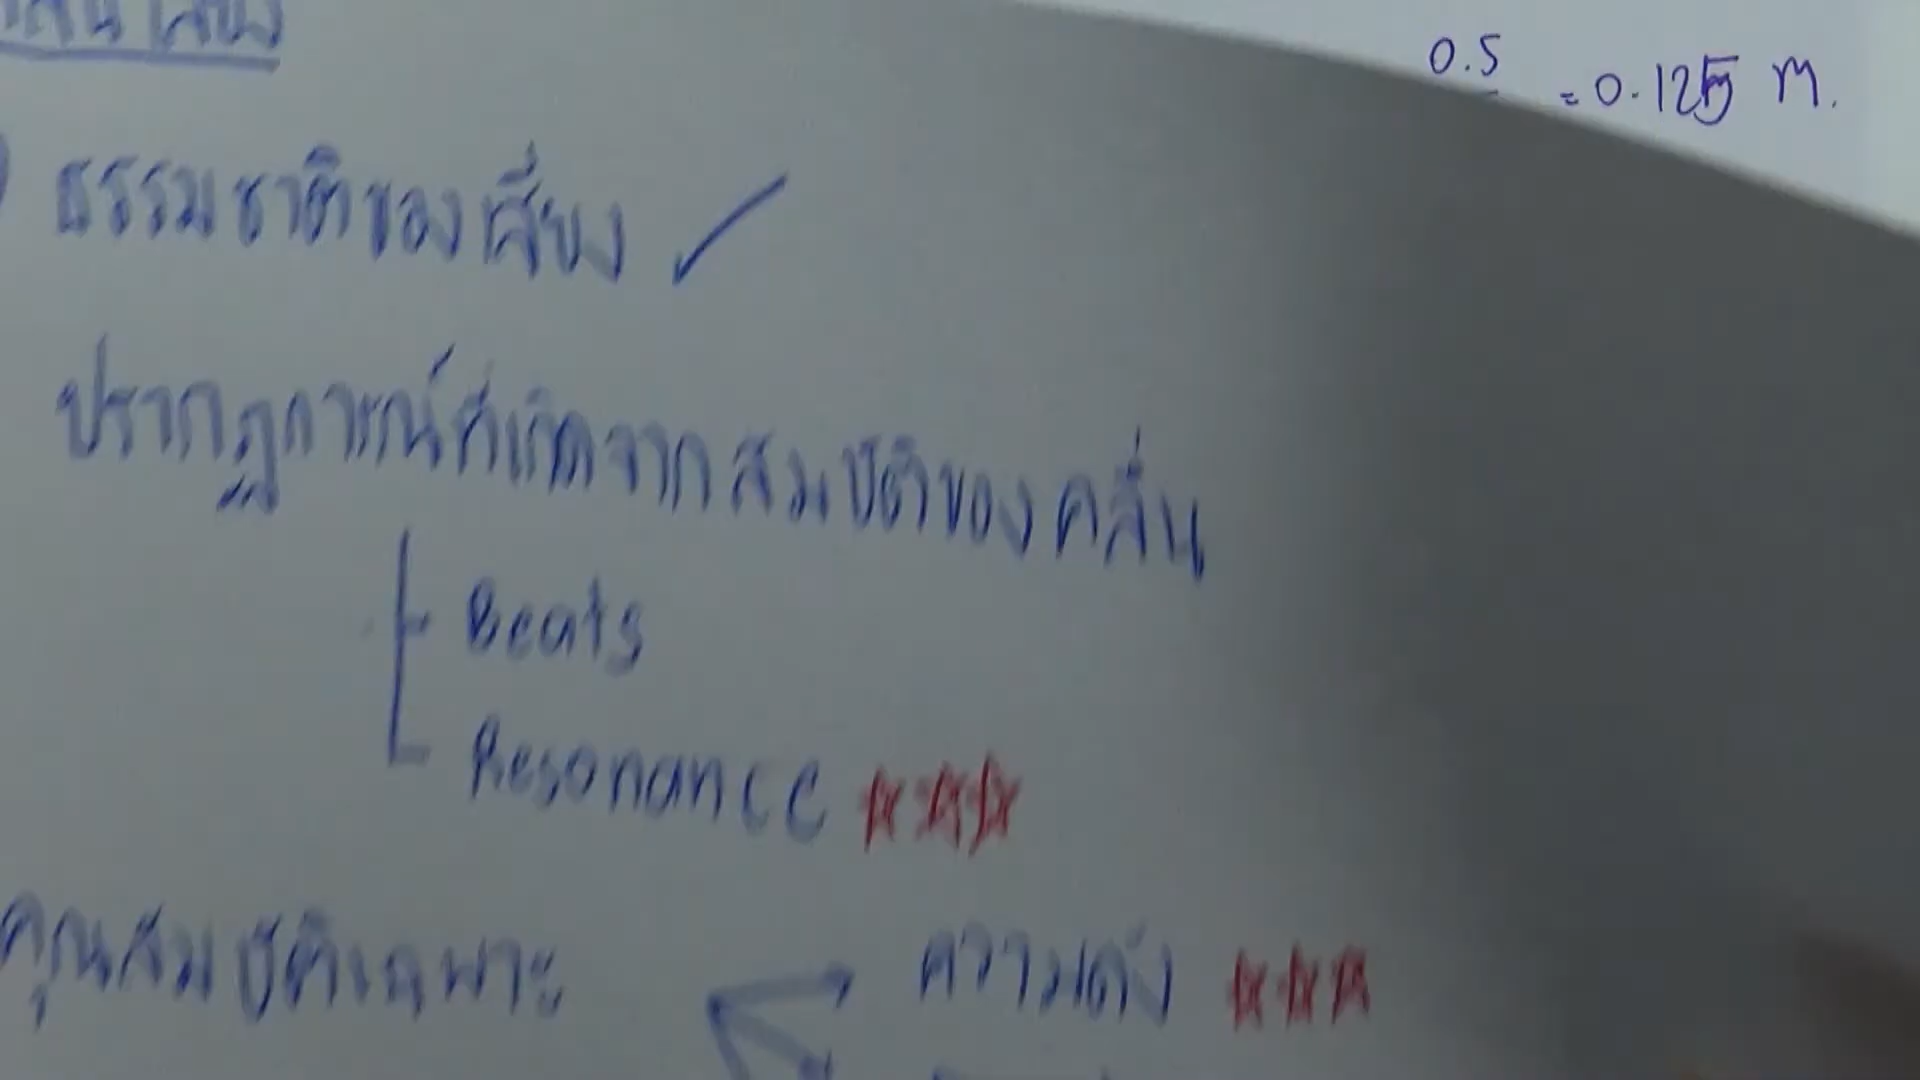 0.5
= 0.125 m.
ธรรมชาติของเสียง ✓
ปรากฏการณ์ที่เกิดจากสมบัติของคลื่น
Beats
Resonance ☆☆☆
คุณสมบัติเฉพาะ
ความดัง ☆☆☆